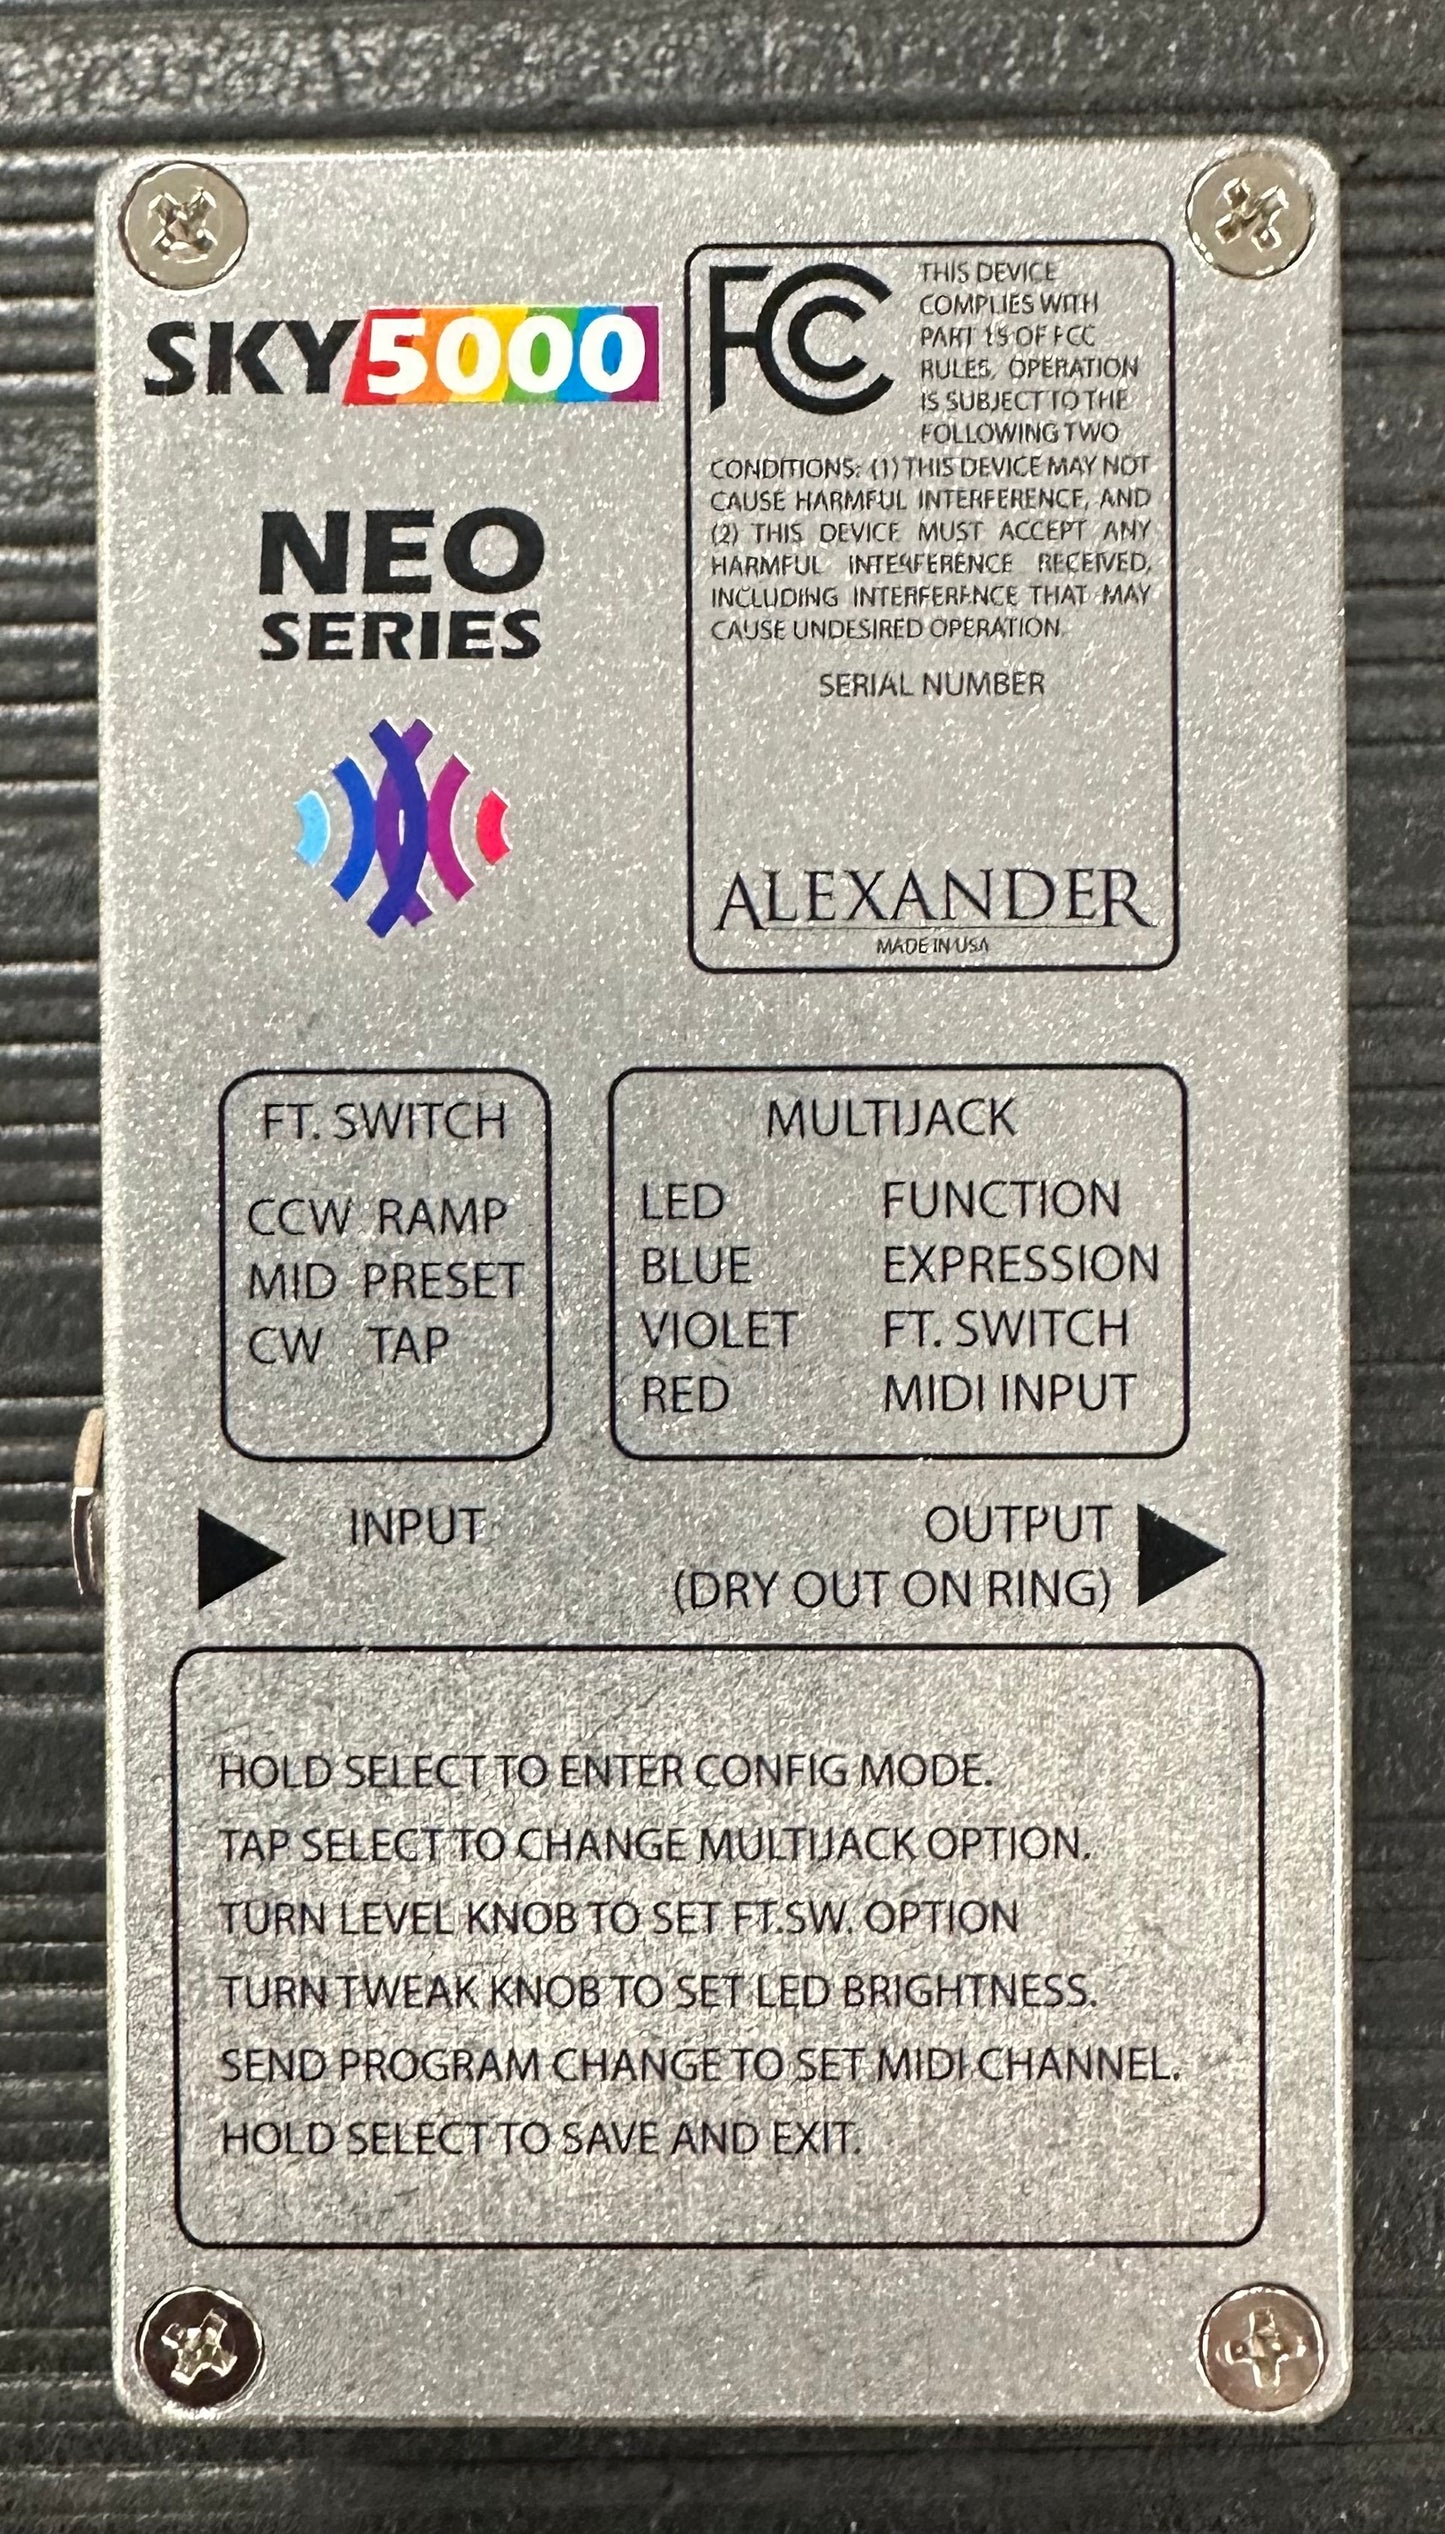 SKY5000
NEO
SERIES
FC
THIS DEVICE
COMPLIES WITH
PART 15 OF FCC
RULES, OPERATION
IS SUBJECT TO THE
FOLLOWING TWO
CONDITIONS: (1) THIS DEVICE MAY NOT
CAUSE HARMFUL INTERFERENCE, AND
(2) THIS DEVICE MUST ACCEPT ANY
HARMFUL INTERFERENCE RECEIVED,
INCLUDING INTERFERENCE THAT MAY
CAUSE UNDESIRED OPERATION.
SERIAL NUMBER
ALEXANDER
MADE IN USA
FT. SWITCH
CCW RAMP
MID PRESET
CW TAP
MULTIJACK
LED FUNCTION
BLUE EXPRESSION
VIOLET FT. SWITCH
RED MIDI INPUT
INPUT
OUTPUT
(DRY OUT ON RING)
HOLD SELECT TO ENTER CONFIG MODE.
TAP SELECT TO CHANGE MULTIJACK OPTION.
TURN LEVEL KNOB TO SET FT.SW. OPTION
TURN TWEAK KNOB TO SET LED BRIGHTNESS.
SEND PROGRAM CHANGE TO SET MIDI CHANNEL.
HOLD SELECT TO SAVE AND EXIT.